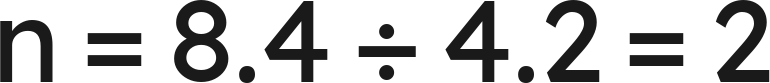 n = 8.4 ÷ 4.2 = 2